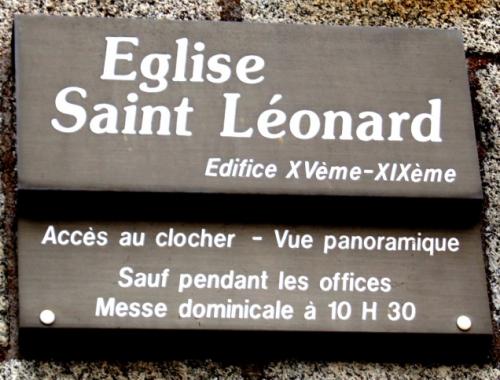 Eglise
Saint Léonard
Edifice XVème-XIXème
Accès au clocher - Vue panoramique
Sauf pendant les offices
Messe dominicale à 10 H 30